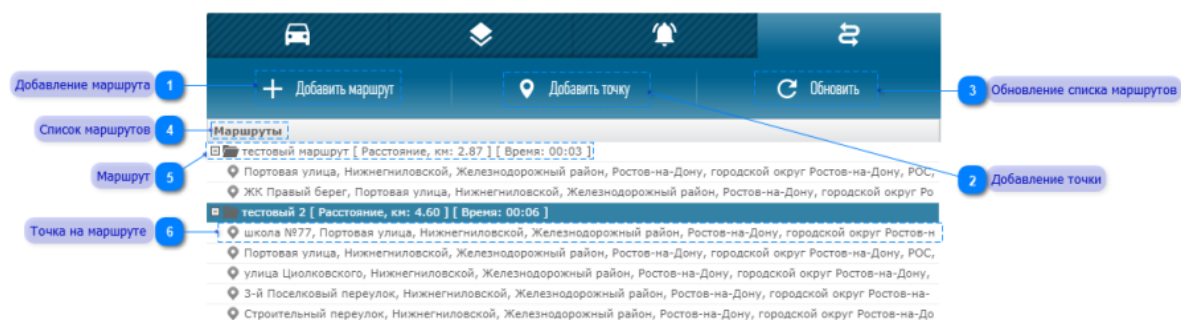 Добавление маршрута 1
Добавить маршрут
Добавить точку
Обновить
3 Обновление списка маршрутов
Список маршрутов 4
Маршруты
Маршрут 5
тестовый маршрут [ Расстояние, км: 2.87 ] [ Время: 00:03 ]
Портовая улица, Нижнегниловской, Железнодорожный район, Ростов-на-Дону, городской округ Ростов-на-Дону, РОС,
2 Добавление точки
ЖК Правый берег, Портовая улица, Нижнегниловской, Железнодорожный район, Ростов-на-Дону, городской округ Ро
тестовый 2 [ Расстояние, км: 4.60 ] [ Время: 00:06 ]
Точка на маршруте 6
школа №77, Портовая улица, Нижнегниловской, Железнодорожный район, Ростов-на-Дону, городской округ Ростов-н
Портовая улица, Нижнегниловской, Железнодорожный район, Ростов-на-Дону, городской округ Ростов-на-Дону, РОС,
улица Циолковского, Нижнегниловской, Железнодорожный район, Ростов-на-Дону, городской округ Ростов-на-Дону,
3-й Поселковый переулок, Нижнегниловской, Железнодорожный район, Ростов-на-Дону, городской округ Ростов-на-
Строительный переулок, Нижнегниловской, Железнодорожный район, Ростов-на-Дону, городской округ Ростов-на-До